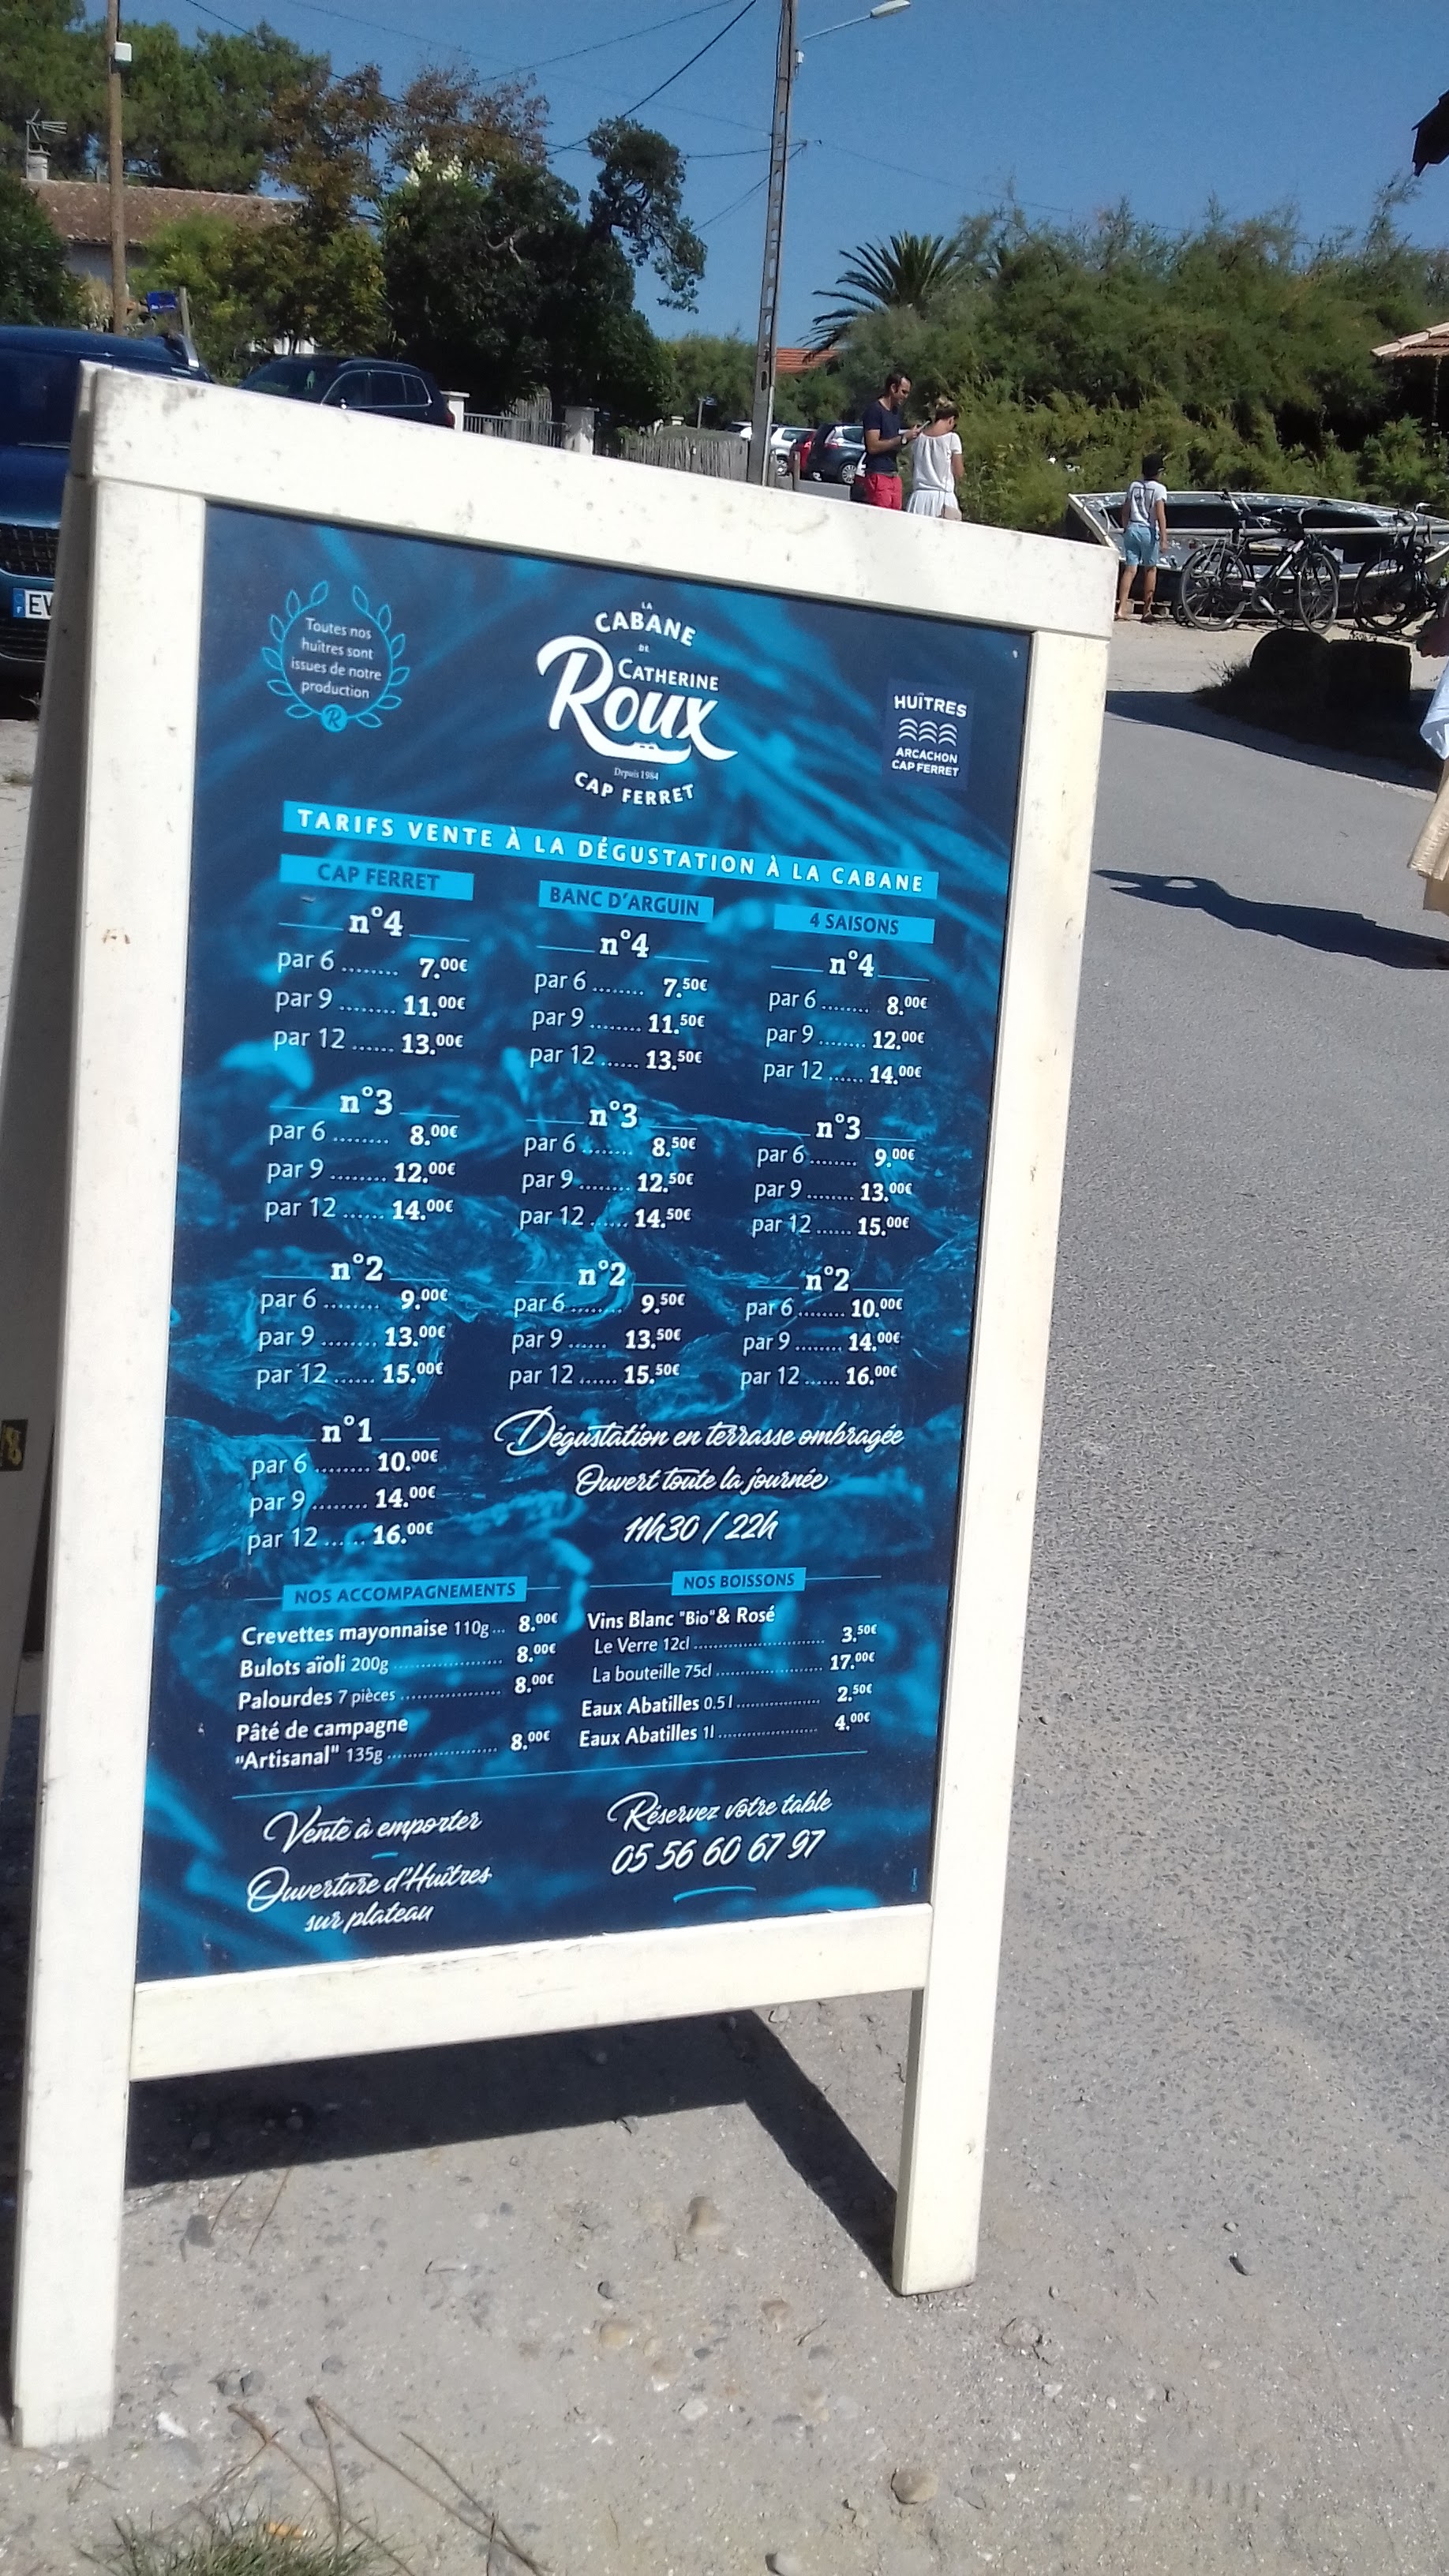 Toutes nos
huîtres sont
issues de notre
production
R
LA
CABANE
DE
CATHERINE
ROUX
Depuis 1984
CAP FERRET
HUÎTRES
ARCACHON
CAP FERRET
TARIFS VENTE À LA DÉGUSTATION À LA CABANE
CAP FERRET
n°4
par 6 ........ 7.00€
par 9 ........ 11.00€
par 12 ...... 13.00€
n°3
par 6 ........ 8.00€
par 9 ........ 12.00€
par 12 ...... 14.00€
n°2
par 6 ........ 9.00€
par 9 ........ 13.00€
par 12 ...... 15.00€
n°1
par 6 ........ 10.00€
par 9 ........ 14.00€
par 12 ...... 16.00€
BANC D'ARGUIN
n°4
par 6 ........ 7.50€
par 9 ........ 11.50€
par 12 ...... 13.50€
n°3
par 6 ........ 8.50€
par 9 ........ 12.50€
par 12 ...... 14.50€
n°2
par 6 ........ 9.50€
par 9 ...... 13.50€
par 12 ...... 15.50€
4 SAISONS
n°4
par 6 ........ 8.00€
par 9 ........ 12.00€
par 12 ...... 14.00€
n°3
par 6 ........ 9.00€
par 9 ........ 13.00€
par 12 ...... 15.00€
n°2
par 6 ........ 10.00€
par 9 ........ 14.00€
par 12 ...... 16.00€
Dégustation en terrasse ombragée
Ouvert toute la journée
11h30 / 22h
NOS ACCOMPAGNEMENTS
Crevettes mayonnaise 110g ... 8.00€
Bulots aïoli 200g ........ 8.00€
Palourdes 7 pièces ........ 8.00€
Pâté de campagne
"Artisanal" 135g ........ 8.00€
NOS BOISSONS
Vins Blanc "Bio" & Rosé
Le Verre 12cl ........ 3.50€
La bouteille 75cl ........ 17.00€
Eaux Abatilles 0.5 l ........ 2.50€
Eaux Abatilles 1l ........ 4.00€
Vente à emporter
Ouverture d'Huîtres
sur plateau
Réservez votre table
05 56 60 67 97
F EV